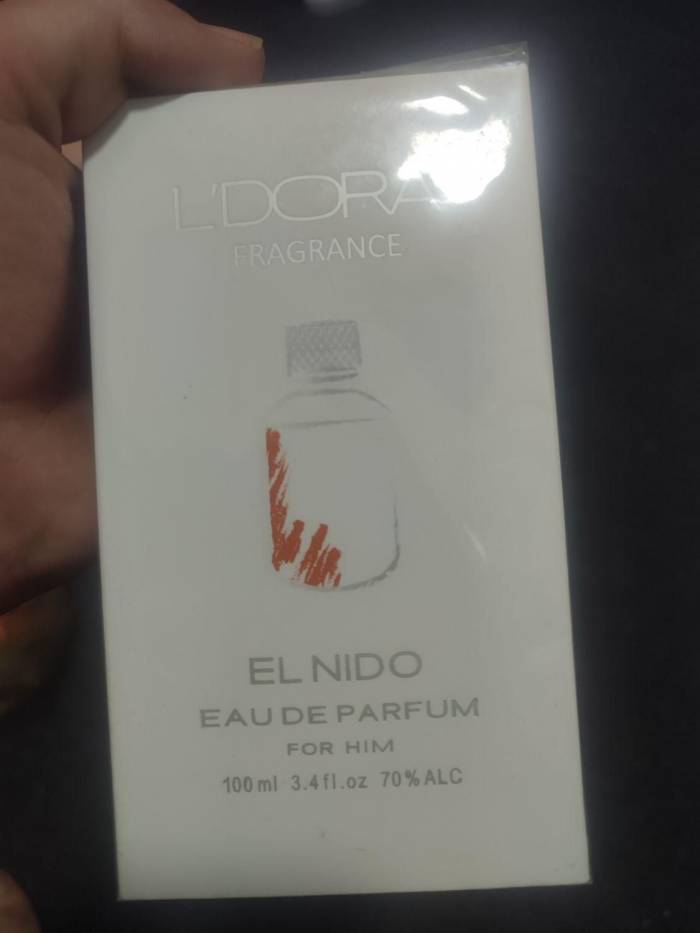 L'DORA
FRAGRANCE
EL NIDO
EAU DE PARFUM
FOR HIM
100ml 3.4fl.oz 70%ALC